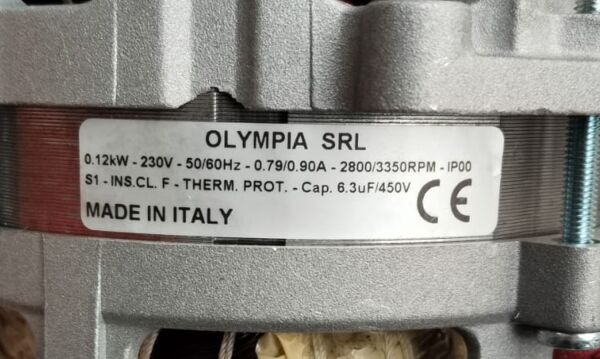 OLYMPIA SRL
0.12kW - 230V - 50/60Hz - 0.79/0.90A - 2800/3350RPM - IP00
S1 - INS.CL. F - THERM. PROT. - Cap. 6.3uF/450V
MADE IN ITALY
CE